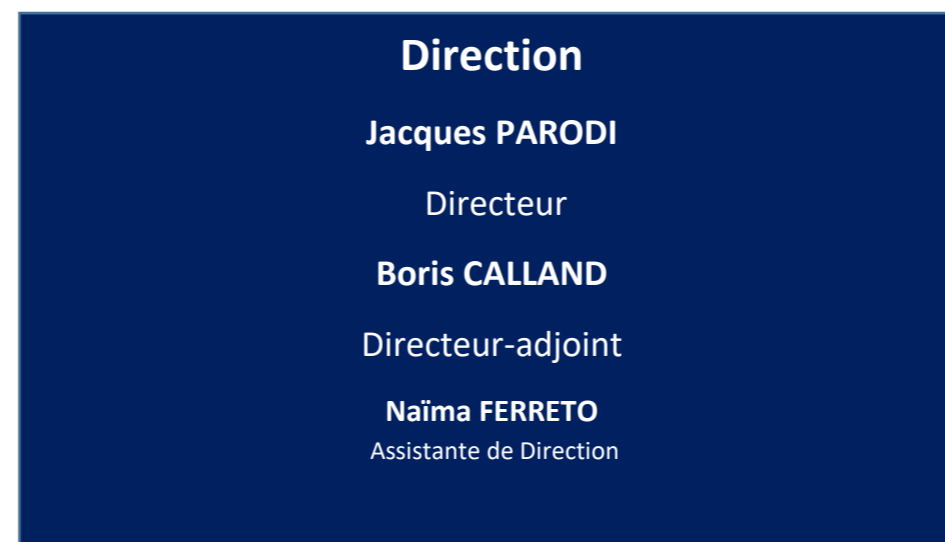 Direction
Jacques PARODI
Directeur
Boris CALLAND
Directeur-adjoint
Naïma FERRETO
Assistante de Direction